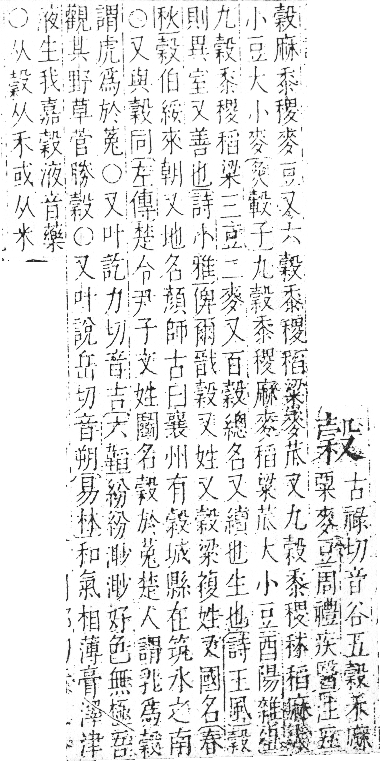 穀 古祿切音谷五穀禾麻
粟麥豆周禮疾醫注五
穀麻黍稷麥豆又六穀黍稷稻粱麥苽又九穀黍稷秫稻麻
小豆大小麥 子九穀黍稷麻麥稻粱苽大小豆酉陽雜俎
九穀黍稷稻粱三豆二麥又百穀總名又續也生也詩王風穀
則異室又善也詩小雅俾爾戩穀又姓又穀梁複姓又國名春
秋穀伯綏來朝又地名顏師古曰襄州有穀城縣在筑水之南
○又與㝅同左傳楚令尹子文姓鬭名穀於菟楚人謂乳爲穀
謂虎爲於菟○又叶訖力切音吉 韜紛紛渺渺好色無極吾
觀其野草菅勝穀○又叶說岳切音朔易林和氣相薄膏澤津
液生我嘉穀液音藥
○从㱿从禾或从米